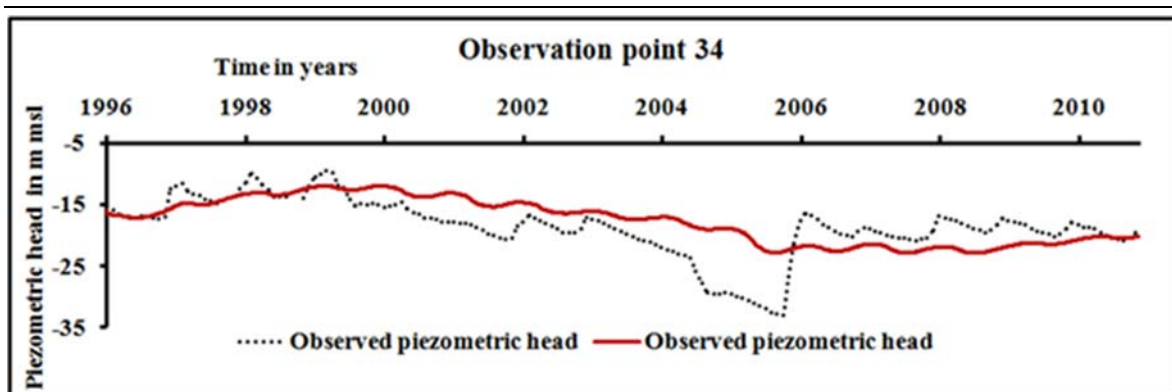 Observation point 34
Time in years
1996 1998 2000 2002 2004 2006 2008 2010
Piezometric head in m msl
-5
-15
-25
-35
Observed piezometric head Observed piezometric head